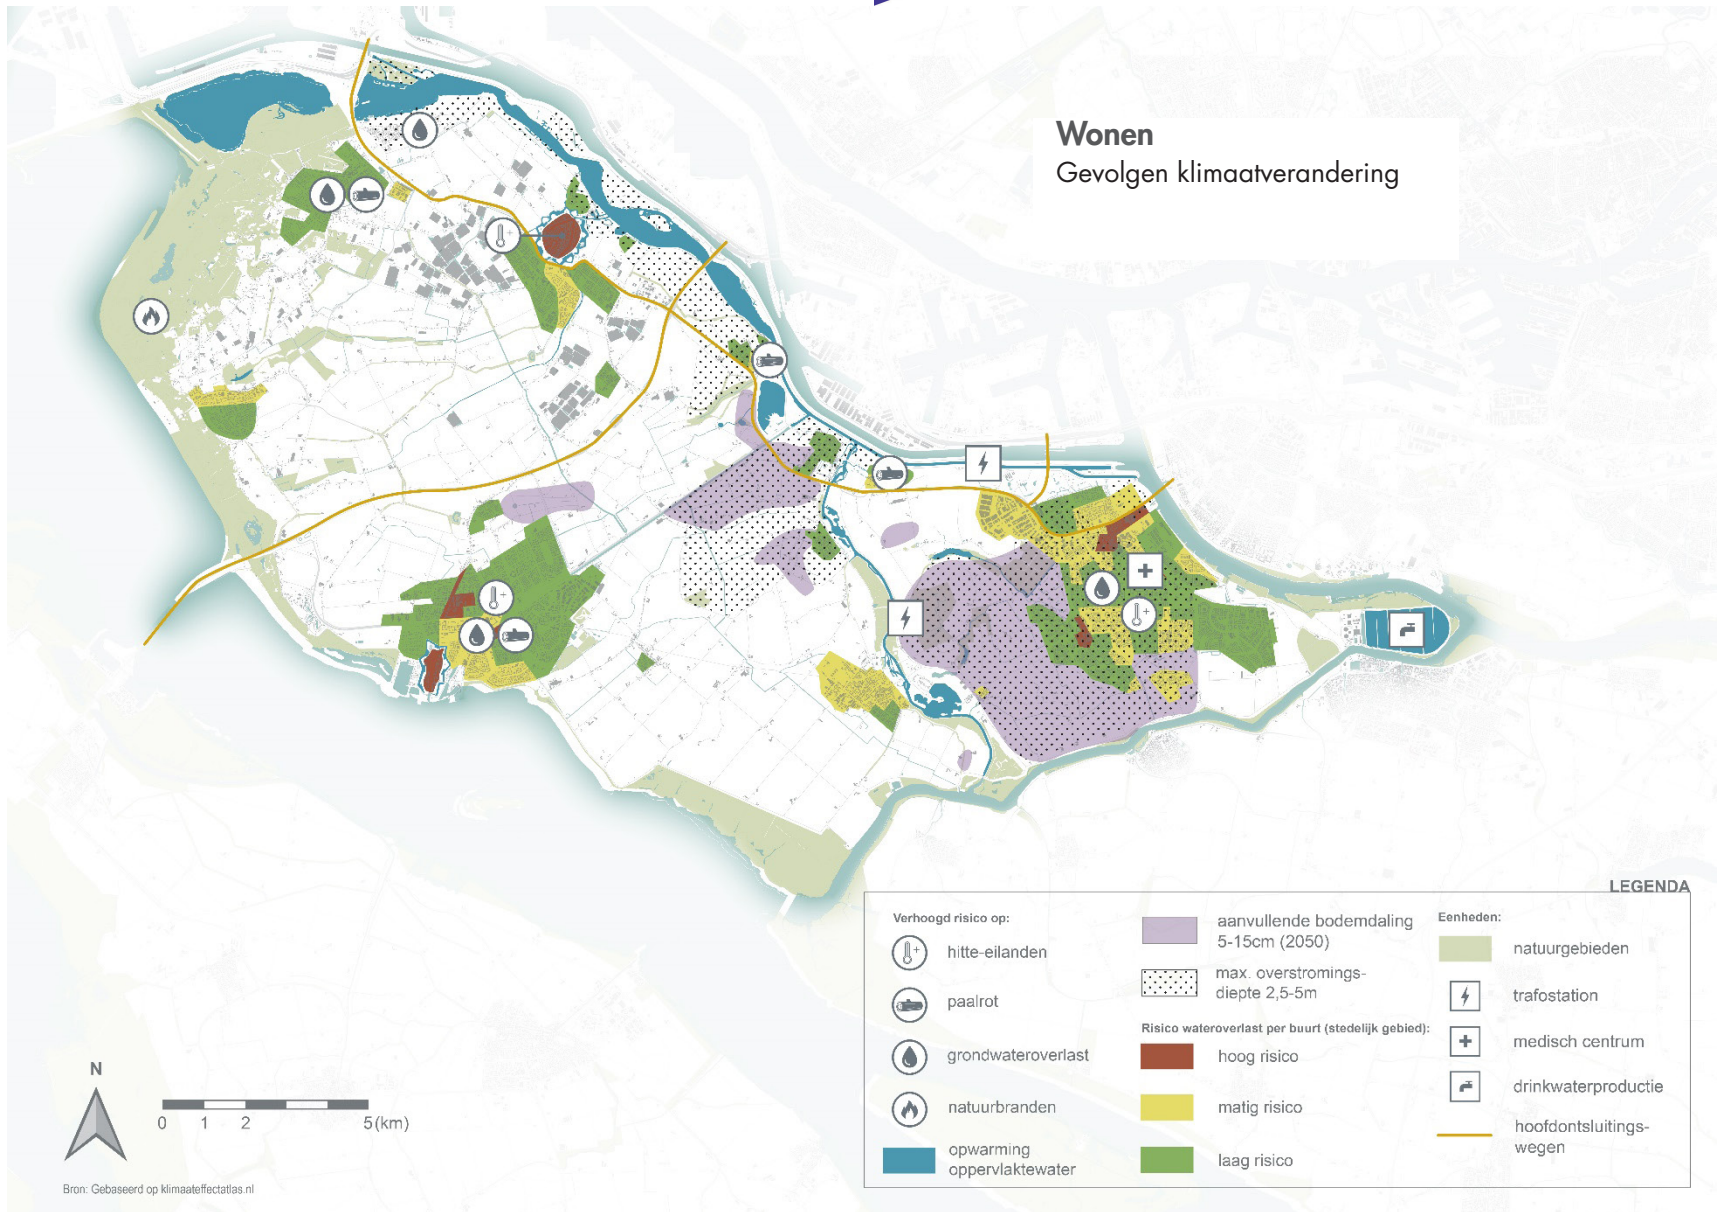 Wonen
Gevolgen klimaatverandering
LEGENDA
Verhoogd risico op:
hitte-eilanden
paalrot
grondwateroverlast
natuurbranden
opwarming
oppervlaktewater
aanvullende bodemdaling
5-15cm (2050)
max. overstromings-
diepte 2,5-5m
Risico wateroverlast per buurt (stedelijk gebied):
hoog risico
matig risico
laag risico
Eenheden:
natuurgebieden
trafostation
medisch centrum
drinkwaterproductie
hoofdontsluitings-
wegen
N
0 1 2 5 (km)
Bron: Gebaseerd op klimaateffectatlas.nl